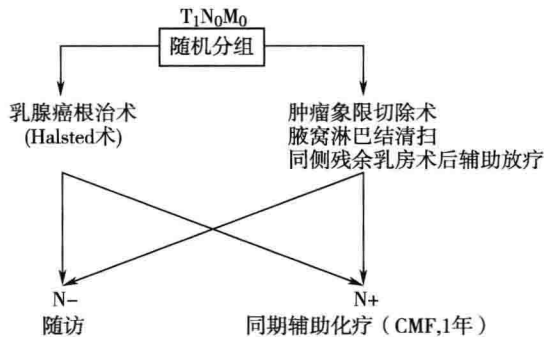 T₁N₀M₀
随机分组
乳腺癌根治术
(Halsted术)
肿瘤象限切除术
腋窝淋巴结清扫
同侧残余乳房术后辅助放疗
N−
随访
N+
同期辅助化疗（CMF,1年）